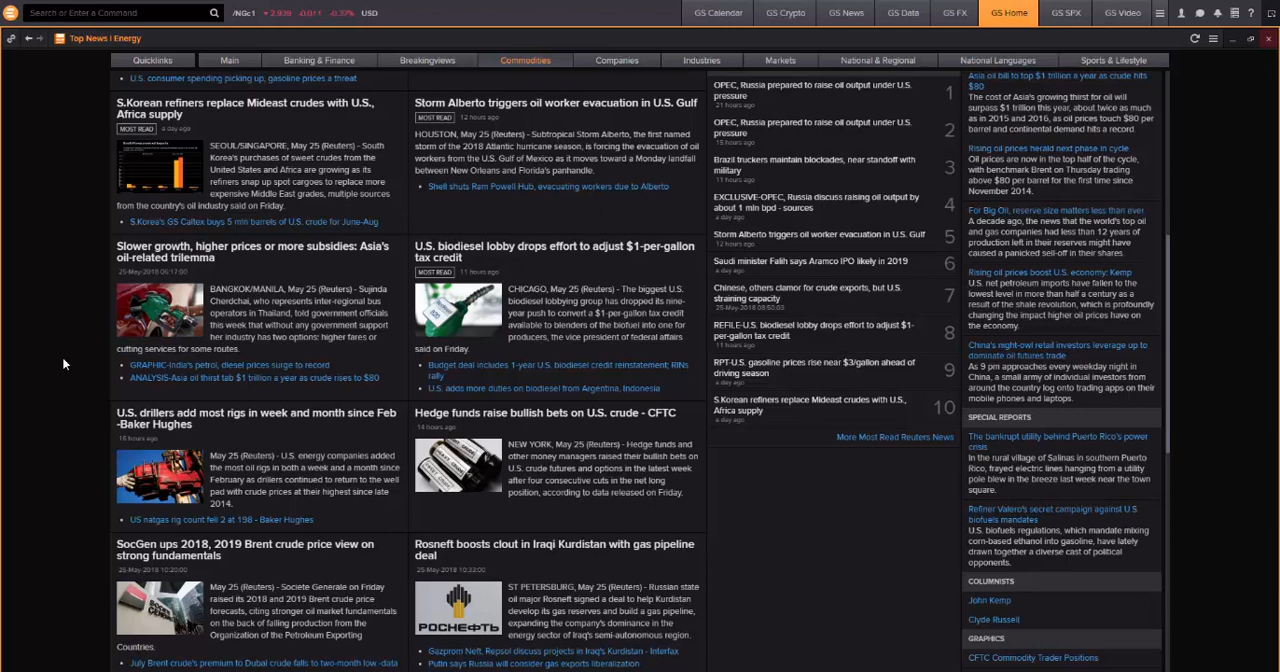 Search or Enter a Command
/NGc1
2.939
-0.011
-0.37%
USD
GS Calendar
GS Crypto
GS News
GS Data
GS FX
GS Home
GS SPX
GS Video
Top News | Energy
Quicklinks
Main
Banking & Finance
Breakingviews
Commodities
Companies
Industries
Markets
National & Regional
National Languages
Sports & Lifestyle
U.S. consumer spending picking up, gasoline prices a threat
S.Korean refiners replace Mideast crudes with U.S.,
Africa supply
MOST READ a day ago
SEOUL/SINGAPORE, May 25 (Reuters) - South
Korea's purchases of sweet crudes from the
United States and Africa are growing as its
refiners snap up spot cargoes to replace more
expensive Middle East grades, multiple sources
from the country's oil industry said on Friday.
S.Korea's GS Caltex buys 5 mln barrels of U.S. crude for June-Aug
Slower growth, higher prices or more subsidies: Asia's
oil-related trilemma
25-May-2018 06:17:00
BANGKOK/MANILA, May 25 (Reuters) - Sujinda
Cherdchai, who represents inter-regional bus
operators in Thailand, told government officials
this week that without any government support
her industry has two options: higher fares or
cutting services for some routes.
GRAPHIC-India's petrol, diesel prices surge to record
ANALYSIS-Asia oil thirst tab $1 trillion a year as crude rises to $80
U.S. drillers add most rigs in week and month since Feb
-Baker Hughes
16 hours ago
May 25 (Reuters) - U.S. energy companies added
the most oil rigs in both a week and a month since
February as drillers continued to return to the well
pad with crude prices at their highest since late
2014.
US natgas rig count fell 2 at 198 - Baker Hughes
SocGen ups 2018, 2019 Brent crude price view on
strong fundamentals
25-May-2018 10:20:00
May 25 (Reuters) - Societe Generale on Friday
raised its 2018 and 2019 Brent crude price
forecasts, citing stronger oil market fundamentals
on the back of falling production from the
Organization of the Petroleum Exporting
Countries.
July Brent crude's premium to Dubai crude falls to two-month low -data
Storm Alberto triggers oil worker evacuation in U.S. Gulf
MOST READ 12 hours ago
HOUSTON, May 25 (Reuters) - Subtropical Storm Alberto, the first named
storm of the 2018 Atlantic hurricane season, is forcing the evacuation of oil
workers from the U.S. Gulf of Mexico as it moves toward a Monday landfall
between New Orleans and Florida's panhandle.
Shell shuts Ram Powell Hub, evacuating workers due to Alberto
U.S. biodiesel lobby drops effort to adjust $1-per-gallon
tax credit
MOST READ 11 hours ago
CHICAGO, May 25 (Reuters) - The biggest U.S.
biodiesel lobbying group has dropped its nine-
year push to convert a $1-per-gallon tax credit
available to blenders of the biofuel into one for
producers, the vice president of federal affairs
said on Friday.
Budget deal includes 1-year U.S. biodiesel credit reinstatement; RINs
rally
U.S. adds more duties on biodiesel from Argentina, Indonesia
Hedge funds raise bullish bets on U.S. crude - CFTC
14 hours ago
NEW YORK, May 25 (Reuters) - Hedge funds and
other money managers raised their bullish bets on
U.S. crude futures and options in the latest week
after four consecutive cuts in the net long
position, according to data released on Friday.
Rosneft boosts clout in Iraqi Kurdistan with gas pipeline
deal
25-May-2018 10:33:00
РОСНЕФТЬ
ST PETERSBURG, May 25 (Reuters) - Russian state
oil major Rosneft signed a deal to help Kurdistan
develop its gas reserves and build a gas pipeline,
expanding the company's dominance in the
energy sector of Iraq's semi-autonomous region.
Gazprom Neft, Repsol discuss projects in Iraq's Kurdistan - Interfax
Putin says Russia will consider gas exports liberalization
OPEC, Russia prepared to raise oil output under U.S.
pressure
21 hours ago
1
OPEC, Russia prepared to raise oil output under U.S.
pressure
15 hours ago
2
Brazil truckers maintain blockades, near standoff with
military
11 hours ago
3
EXCLUSIVE-OPEC, Russia discuss raising oil output by
about 1 mln bpd - sources
a day ago
4
Storm Alberto triggers oil worker evacuation in U.S. Gulf
12 hours ago
5
Saudi minister Falih says Aramco IPO likely in 2019
a day ago
6
Chinese, others clamor for crude exports, but U.S.
straining capacity
25-May-2018 08:50:03
7
REFILE-U.S. biodiesel lobby drops effort to adjust $1-
per-gallon tax credit
11 hours ago
8
RPT-U.S. gasoline prices rise near $3/gallon ahead of
driving season
a day ago
9
S.Korean refiners replace Mideast crudes with U.S.,
Africa supply
a day ago
10
More Most Read Reuters News
Asia oil bill to top $1 trillion a year as crude hits
$80
The cost of Asia's growing thirst for oil will
surpass $1 trillion this year, about twice as much
as in 2015 and 2016, as oil prices touch $80 per
barrel and continental demand hits a record.
Rising oil prices herald next phase in cycle
Oil prices are now in the top half of the cycle,
with benchmark Brent on Thursday trading
above $80 per barrel for the first time since
November 2014.
For Big Oil, reserve size matters less than ever
A decade ago, the news that the world's top oil
and gas companies had less than 12 years of
production left in their reserves might have
caused a panicked sell-off in their shares.
Rising oil prices boost U.S. economy: Kemp
U.S. net petroleum imports have fallen to the
lowest level in more than half a century as a
result of the shale revolution, which is profoundly
changing the impact higher oil prices have on
the economy.
China's night-owl retail investors leverage up to
dominate oil futures trade
As 9 pm approaches every weekday night in
China, a small army of individual investors from
around the country log onto trading apps on their
mobile phones and laptops.
SPECIAL REPORTS
The bankrupt utility behind Puerto Rico's power
crisis
In the rural village of Salinas in southern Puerto
Rico, frayed electric lines hanging from a utility
pole blew in the breeze last week near the town
square.
Refiner Valero's secret campaign against U.S
biofuels mandates
U.S. biofuels regulations, which mandate mixing
corn-based ethanol into gasoline, have lately
drawn together a diverse cast of political
opponents.
COLUMNISTS
John Kemp
Clyde Russell
GRAPHICS
CFTC Commodity Trader Positions